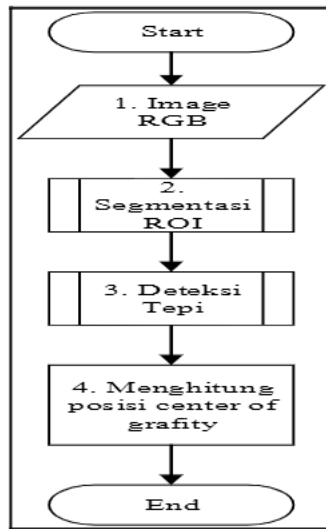 Start
1. Image
RGB
2.
Segmentasi
ROI
3. Deteksi
Tepi
4. Menghitung
posisi center of
grafity
End